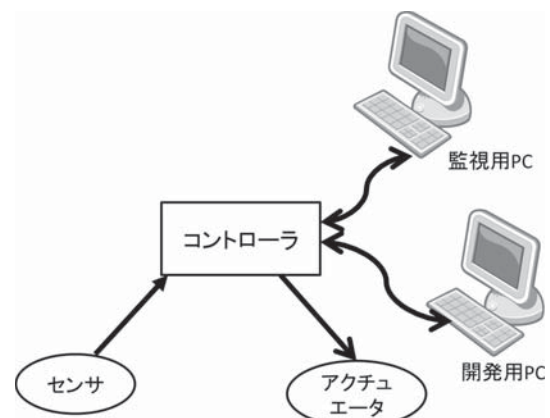 監視用PC
コントローラ
開発用PC
センサ
アクチュ
エータ